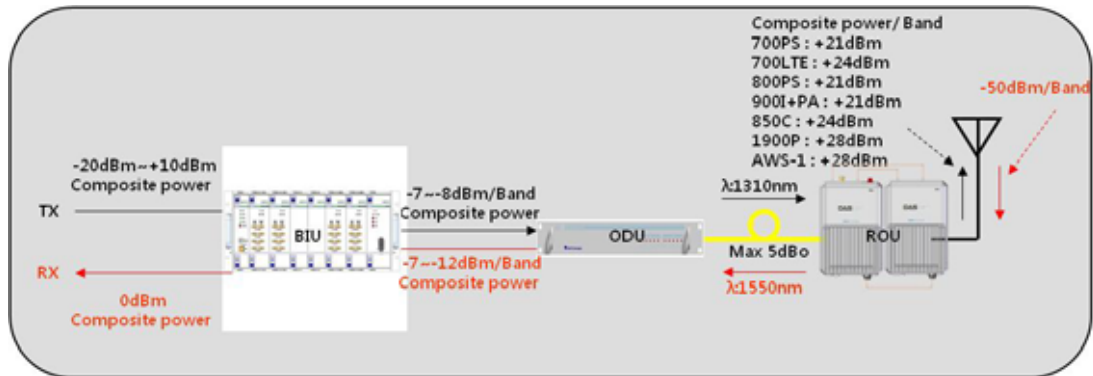 Composite power/ Band
700PS : +21dBm
700LTE : +24dBm
800PS : +21dBm
900I+PA : +21dBm
850C : +24dBm
1900P : +28dBm
AWS-1 : +28dBm
-50dBm/Band
-20dBm~+10dBm
Composite power
TX
BIU
-7~-8dBm/Band
Composite power
ODU
λ:1310nm
ROU
Max 5dBo
RX
-7~-12dBm/Band
Composite power
λ:1550nm
0dBm
Composite power